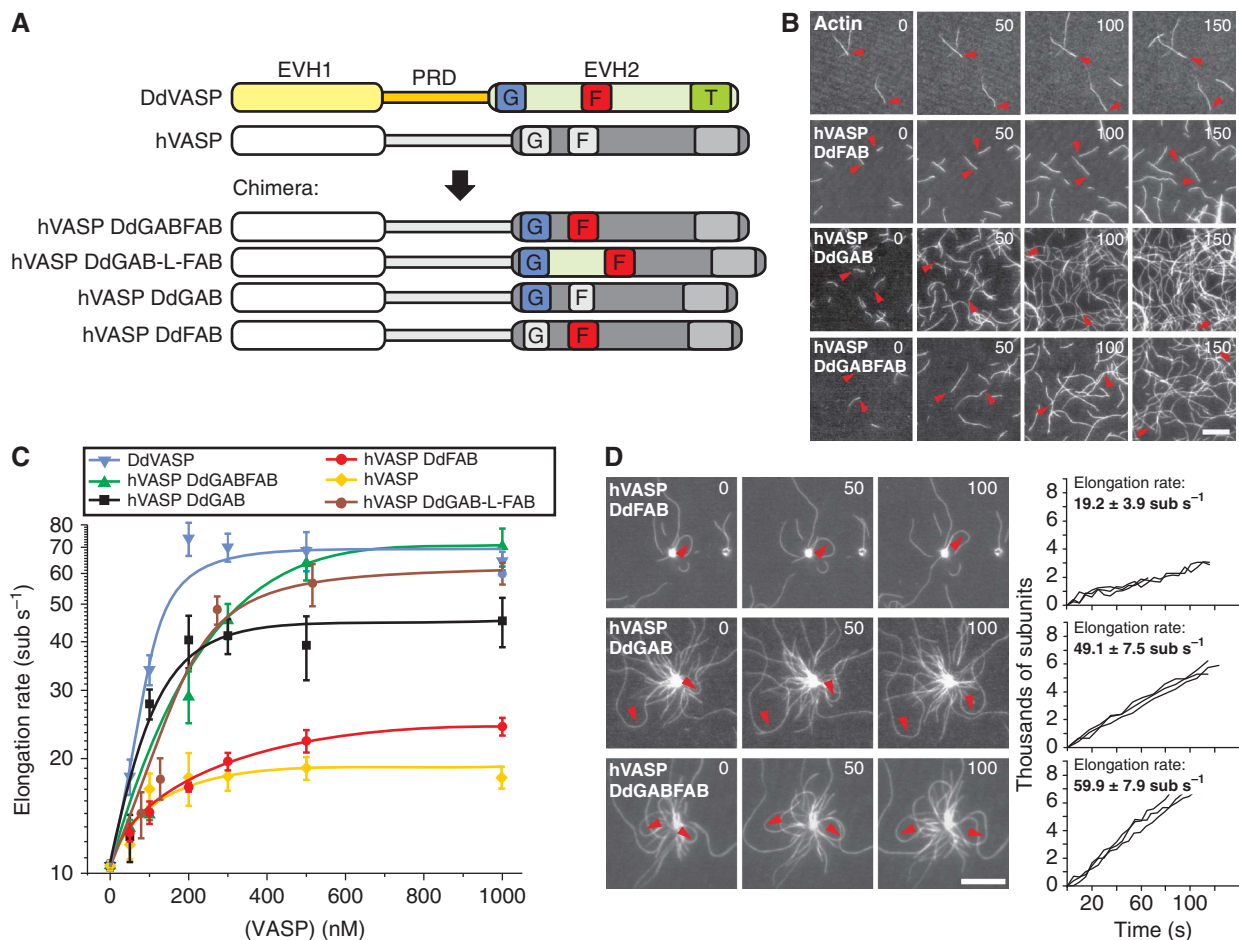 A
EVH1
PRD
EVH2
DdVASP
G
F
T
hVASP
G
F
Chimera:
hVASP DdGABFAB
G
F
hVASP DdGAB-L-FAB
G
F
hVASP DdGAB
G
F
hVASP DdFAB
G
F
B
Actin
0
50
100
150
hVASP
DdFAB
0
50
100
150
hVASP
DdGAB
0
50
100
150
hVASP
DdGABFAB
0
50
100
150
C
DdVASP
hVASP DdGABFAB
hVASP DdGAB
hVASP DdFAB
hVASP
hVASP DdGAB-L-FAB
Elongation rate (sub s⁻¹)
80
70
60
50
40
30
20
10
0
200
400
600
800
1000
(VASP) (nM)
D
hVASP
DdFAB
0
50
100
hVASP
DdGAB
0
50
100
hVASP
DdGABFAB
0
50
100
Thousands of subunits
Elongation rate:
19.2 ± 3.9 sub s⁻¹
8
6
4
2
0
Elongation rate:
49.1 ± 7.5 sub s⁻¹
8
6
4
2
0
Elongation rate:
59.9 ± 7.9 sub s⁻¹
8
6
4
2
0
20
60
100
Time (s)